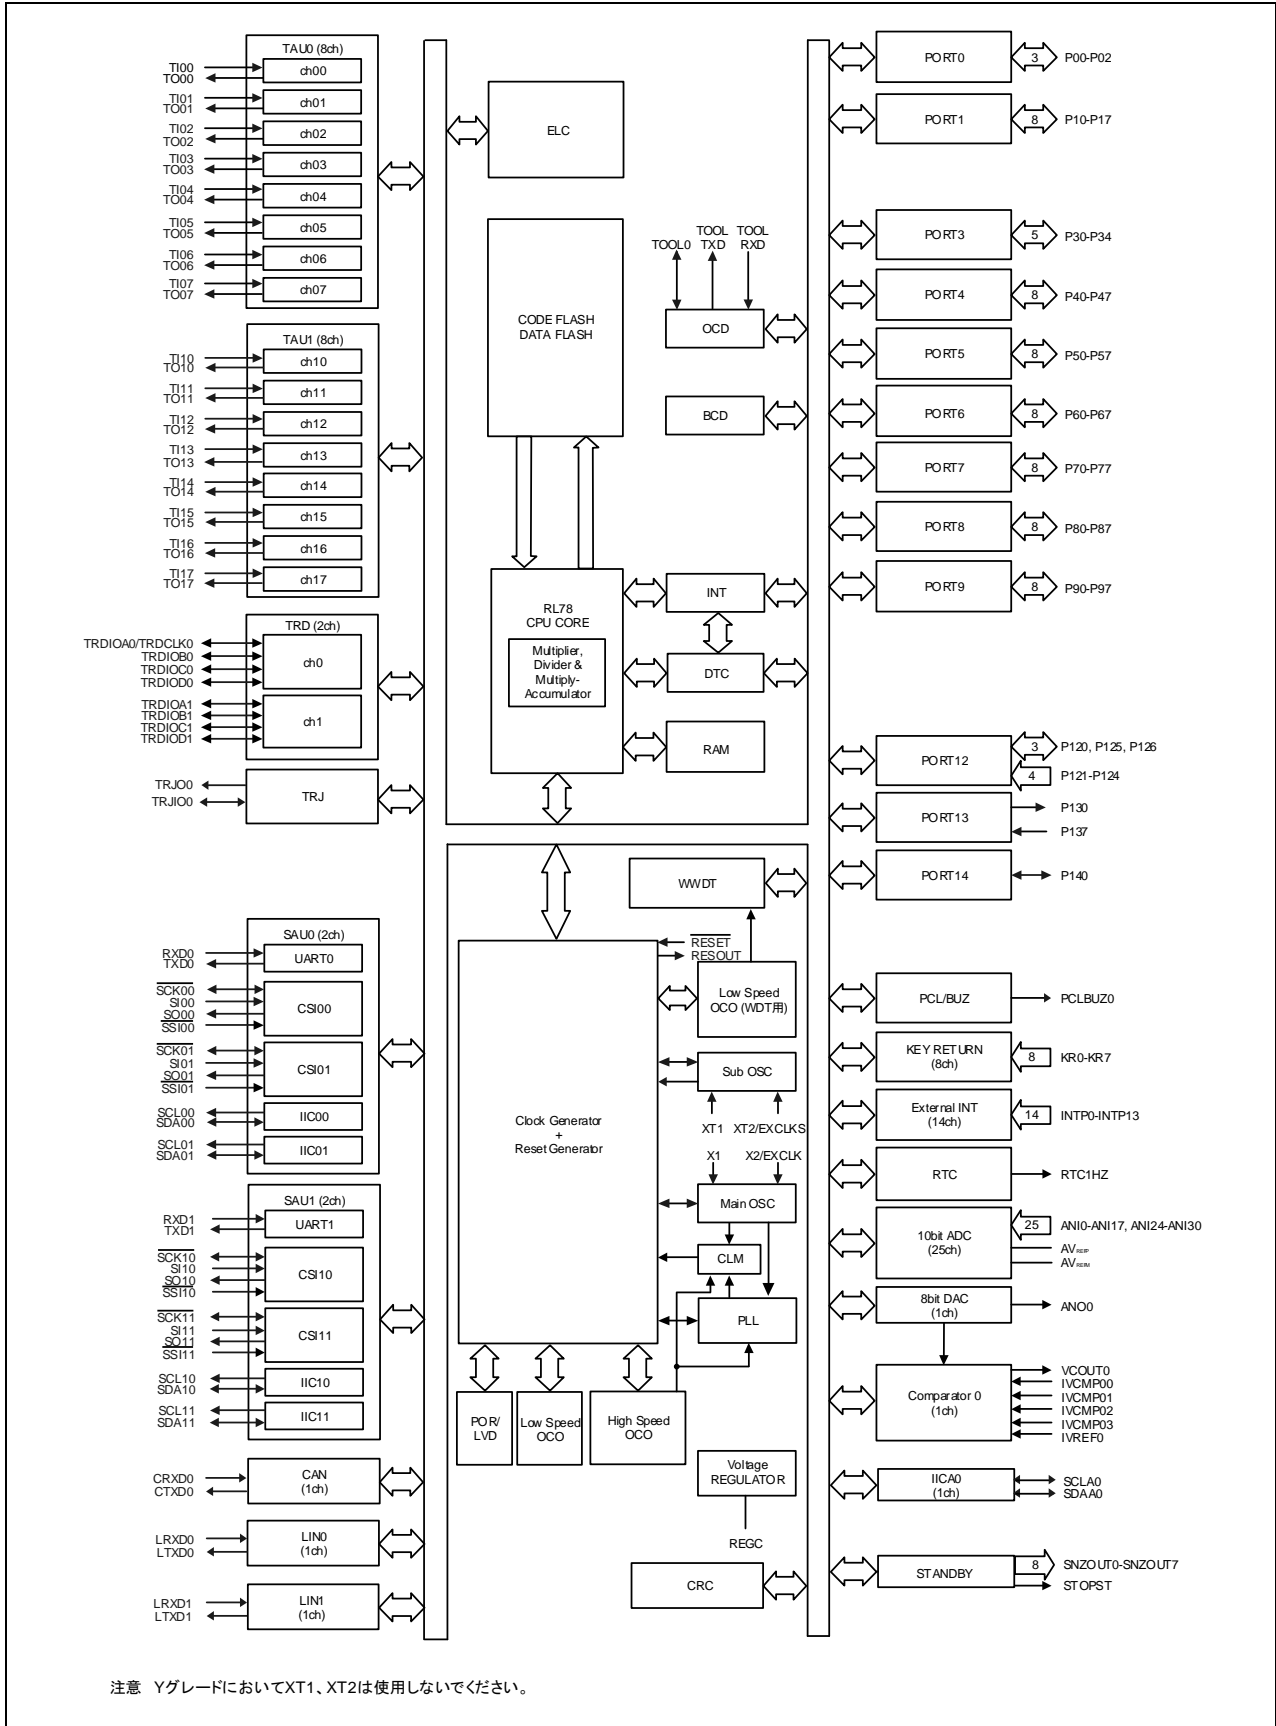 TAU0 (8ch)
TI00
TO00
ch00
TI01
TO01
ch01
TI02
TO02
ch02
TI03
TO03
ch03
TI04
TO04
ch04
TI05
TO05
ch05
TI06
TO06
ch06
TI07
TO07
ch07
TAU1 (8ch)
TI10
TO10
ch10
TI11
TO11
ch11
TI12
TO12
ch12
TI13
TO13
ch13
TI14
TO14
ch14
TI15
TO15
ch15
TI16
TO16
ch16
TI17
TO17
ch17
TRD (2ch)
TRDIOA0/TRDCLK0
TRDIOB0
TRDIOC0
TRDIOD0
ch0
TRDIOA1
TRDIOB1
TRDIOC1
TRDIOD1
ch1
TRJO0
TRJIO0
TRJ
SAU0 (2ch)
RXD0
TXD0
UART0
SCK00
SI00
SO00
SSI00
CSI00
SCK01
SI01
SO01
SSI01
CSI01
SCL00
SDA00
IIC00
SCL01
SDA01
IIC01
SAU1 (2ch)
RXD1
TXD1
UART1
SCK10
SI10
SO10
SSI10
CSI10
SCK11
SI11
SO11
SSI11
CSI11
SCL10
SDA10
IIC10
SCL11
SDA11
IIC11
CRXD0
CTXD0
CAN
(1ch)
LRXD0
LTXD0
LIN0
(1ch)
LRXD1
LTXD1
LIN1
(1ch)
ELC
CODE FLASH
DATA FLASH
TOOL0
TOOL
TXD
TOOL
RXD
OCD
BCD
RL78
CPU CORE
Multiplier,
Divider &
Multiply-
Accumulator
INT
DTC
RAM
WWDT
RESET
RESOUT
Low Speed
OCO (WDT用)
Clock Generator
+
Reset Generator
Sub OSC
XT1
XT2/EXCLKS
X1
X2/EXCLK
Main OSC
CLM
PLL
POR/
LVD
Low Speed
OCO
High Speed
OCO
Voltage
REGULATOR
REGC
CRC
PORT0
3
P00-P02
PORT1
8
P10-P17
PORT3
5
P30-P34
PORT4
8
P40-P47
PORT5
8
P50-P57
PORT6
8
P60-P67
PORT7
8
P70-P77
PORT8
8
P80-P87
PORT9
8
P90-P97
PORT12
3
P120, P125, P126
4
P121-P124
PORT13
P130
P137
PORT14
P140
PCL/BUZ
PCLBUZ0
KEY RETURN
(8ch)
8
KR0-KR7
External INT
(14ch)
14
INTP0-INTP13
RTC
RTC1HZ
10bit ADC
(25ch)
25
ANI0-ANI17, ANI24-ANI30
AVREFP
AVREFM
8bit DAC
(1ch)
ANO0
Comparator 0
(1ch)
VCOUT0
IVCMP00
IVCMP01
IVCMP02
IVCMP03
IVREF0
IICA0
(1ch)
SCLA0
SDAA0
STANDBY
8
SNZOUT0-SNZOUT7
STOPST
注意 YグレードにおいてXT1、XT2は使用しないでください。